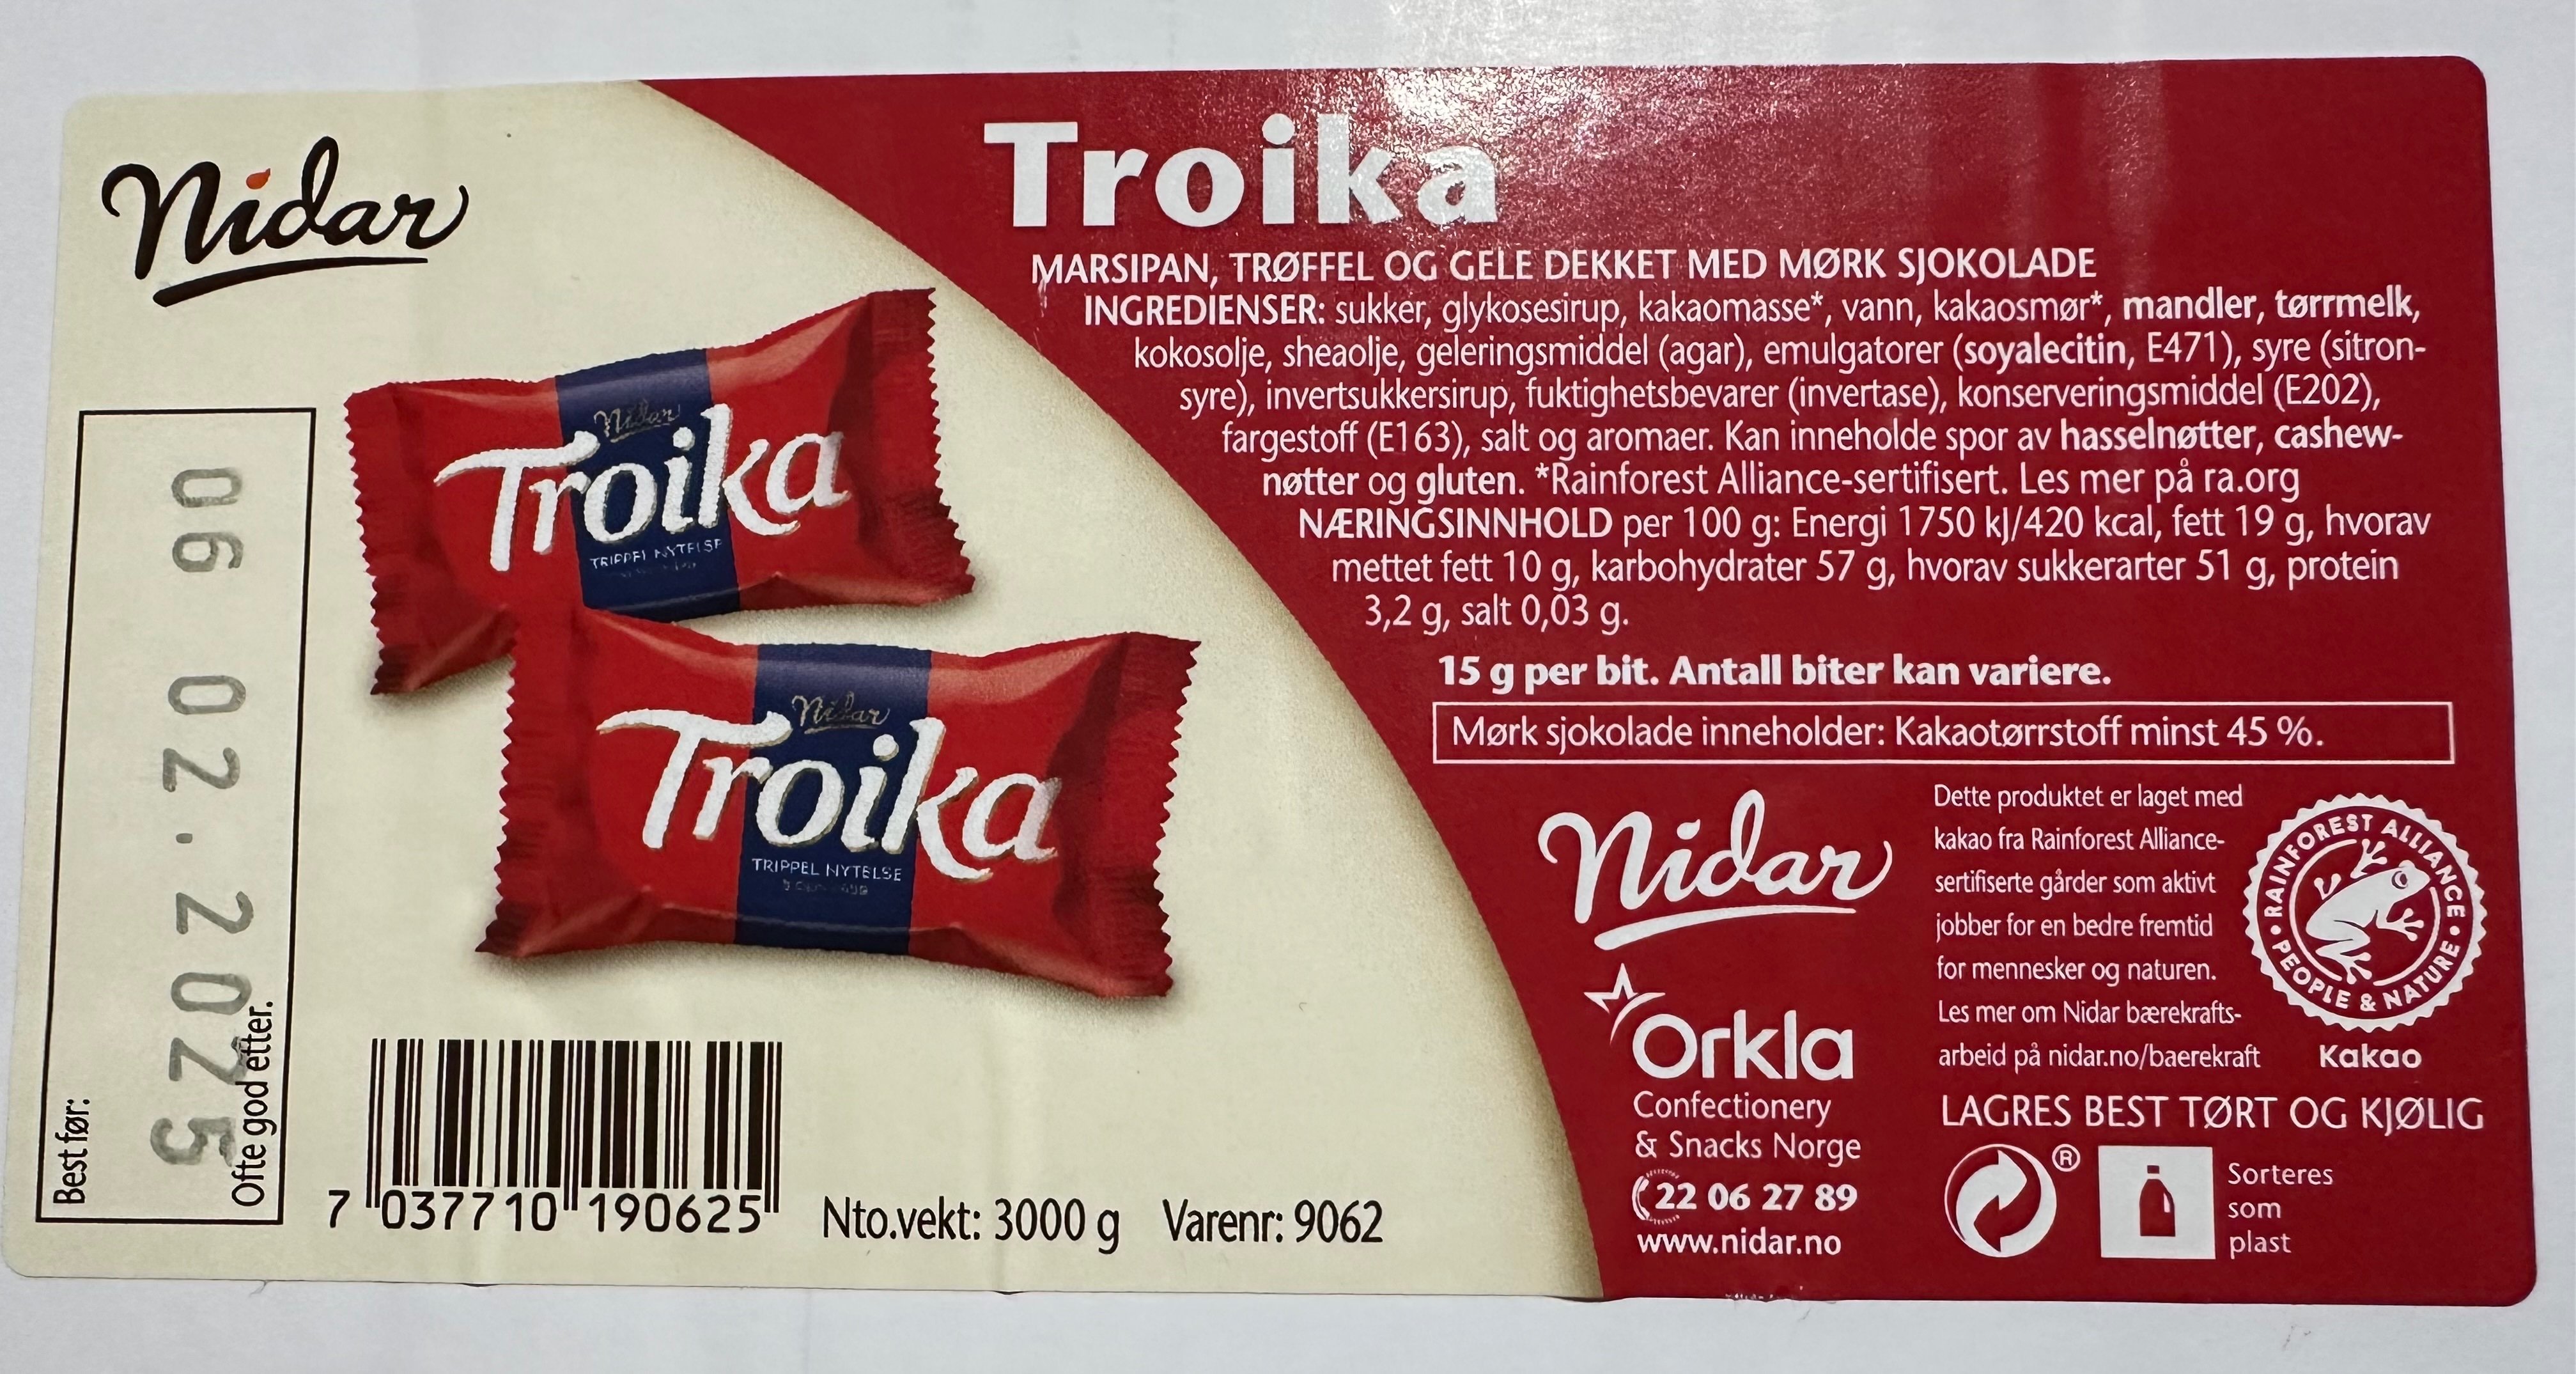 Nidar
Troika
MARSIPAN, TRØFFEL OG GELE DEKKET MED MØRK SJOKOLADE
INGREDIENSER: sukker, glykosesirup, kakaomasse*, vann, kakaosmør*, mandler, tørrmelk,
kokosolje, sheaolje, geleringsmiddel (agar), emulgatorer (soyalecitin, E471), syre (sitron-
syre), invertsukkersirup, fuktighetsbevarer (invertase), konserveringsmiddel (E202),
fargestoff (E163), salt og aromaer. Kan inneholde spor av hasselnøtter, cashew-
nøtter og gluten. *Rainforest Alliance-sertifisert. Les mer på ra.org
NÆRINGSINNHOLD per 100 g: Energi 1750 kJ/420 kcal, fett 19 g, hvorav
mettet fett 10 g, karbohydrater 57 g, hvorav sukkerarter 51 g, protein
3,2 g, salt 0,03 g.
15 g per bit. Antall biter kan variere.
Mørk sjokolade inneholder: Kakaotørrstoff minst 45 %.
Nidar
Troika
TRIPPEL NYTELSE
Nidar
Troika
TRIPPEL NYTELSE
Best før:
06 02.2025
Ofte god etter.
7 037710 190625
Nto.vekt: 3000 g Varenr: 9062
Nidar
Orkla
Confectionery
& Snacks Norge
22 06 27 89
www.nidar.no
Dette produktet er laget med
kakao fra Rainforest Alliance-
sertifiserte gårder som aktivt
jobber for en bedre fremtid
for mennesker og naturen.
Les mer om Nidar bærekrafts-
arbeid på nidar.no/baerekraft
RAINFOREST ALLIANCE
• PEOPLE & NATURE •
Kakao
LAGRES BEST TØRT OG KJØLIG
®
Sorteres
som
plast